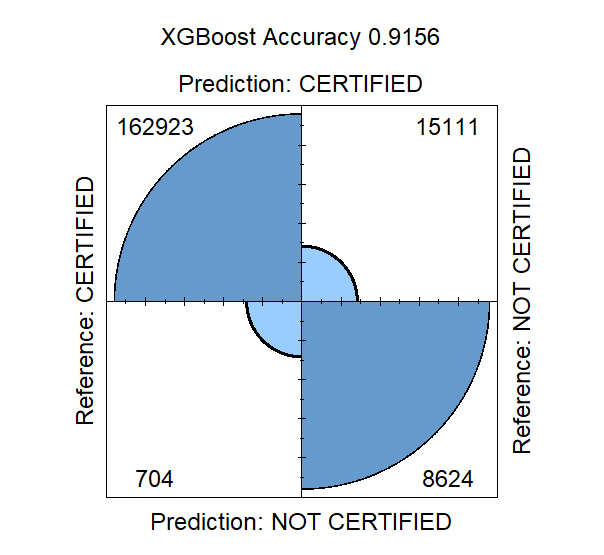 XGBoost Accuracy 0.9156
Prediction: CERTIFIED
162923
15111
Reference: CERTIFIED
Reference: NOT CERTIFIED
704
8624
Prediction: NOT CERTIFIED